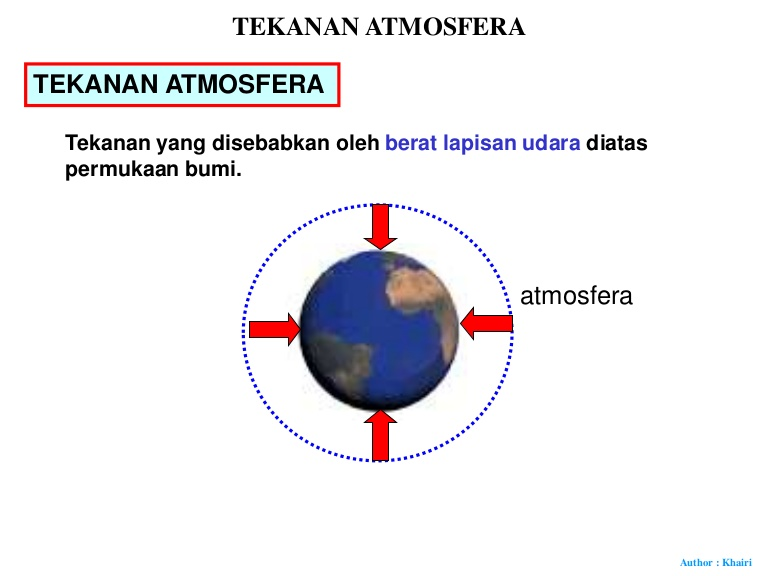 TEKANAN ATMOSFERA
TEKANAN ATMOSFERA
Tekanan yang disebabkan oleh berat lapisan udara diatas
permukaan bumi.
atmosfera
Author : Khairi